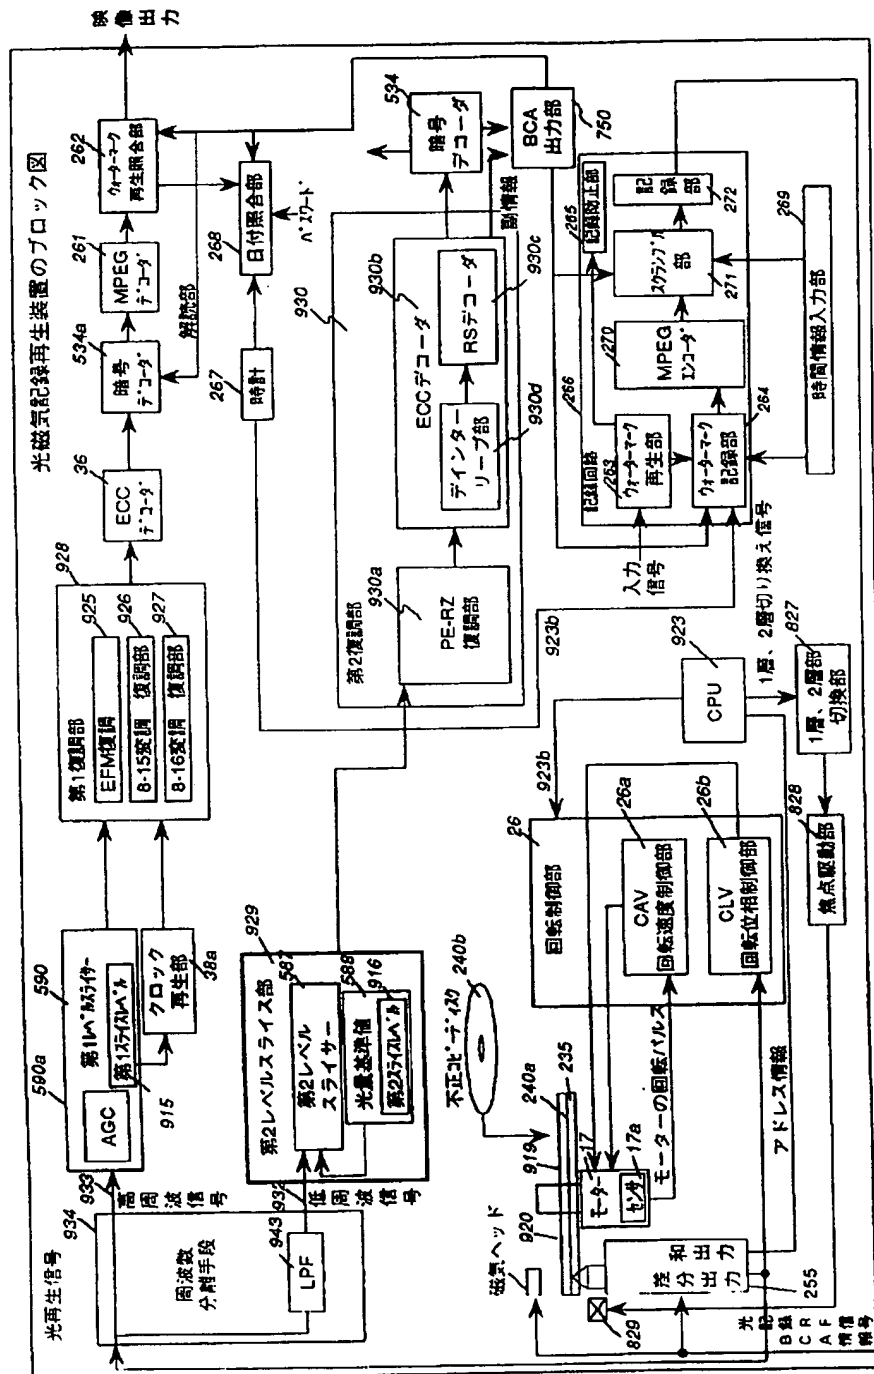 光磁気記録再生装置のブロック図
映像出力
光再生信号
934
周波数
分離手段
943
LPF
933
高周波信号
932
低周波信号
590a
590
AGC
第1レベルスライサー
第1スライスレベル
915
クロック
再生部
38a
928
第1復調部
925
EFM復調
926
8-15変調 復調部
927
8-16変調 復調部
36
ECC
デコーダ
534a
暗号
デコーダ
解読部
261
MPEG
デコーダ
262
ウォーターマーク
再生照合部
267
時計
268
日付照合部
パスワード
929
第2レベルスライス部
587
第2レベル
スライサー
588
光量基準値
916
第2スライスレベル
930
第2復調部
930a
PE-RZ
復調部
930b
ECCデコーダ
デインター
リーブ部
930d
RSデコーダ
930c
534
暗号
デコーダ
副情報
BCA
出力部
750
不正コピーディスク
240b
磁気ヘッド
920
919
240a
235
17
モーター
17a
センサ
モーターの回転パルス
和出力
差分出力
255
829
光記録情報
BCAF信号
アドレス情報
26
回転制御部
26a
CAV
回転速度制御部
26b
CLV
回転位相制御部
923b
923b
923
CPU
1層、2層切り換え信号
827
1層、2層部
切換部
828
焦点駆動部
入力
信号
266
記録回路
263
ウォーターマーク
再生部
264
ウォーターマーク
記録部
265
記録防止部
270
MPEG
エンコーダ
271
スクランブル
部
272
記録部
269
時間情報入力部